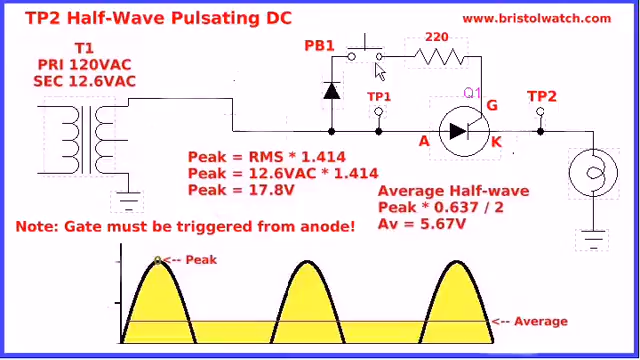 TP2 Half-Wave Pulsating DC
www.bristolwatch.com
T1
PRI 120VAC
SEC 12.6VAC
PB1
220
TP1
Q1
G
TP2
A
K
Peak = RMS * 1.414
Peak = 12.6VAC * 1.414
Peak = 17.8V
Average Half-wave
Peak * 0.637 / 2
Av = 5.67V
Note: Gate must be triggered from anode!
<-- Peak
<-- Average